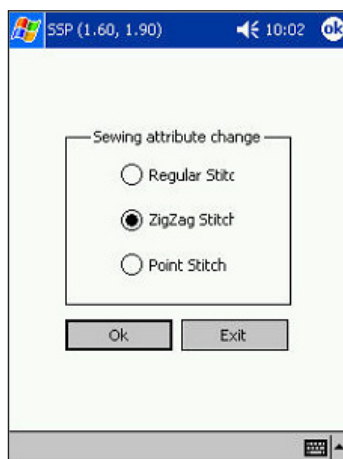 SSP (1.60, 1.90) 10:02 ok
Sewing attribute change
Regular Stitc
ZigZag Stitch
Point Stitch
Ok Exit